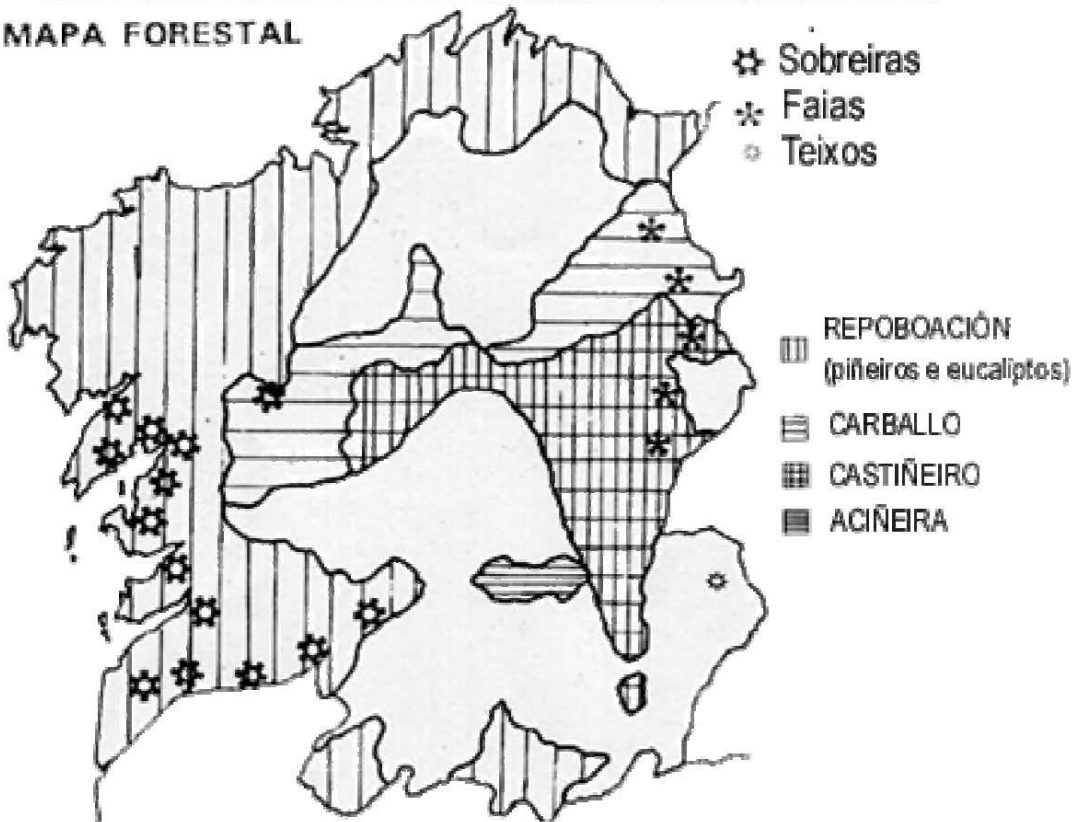 MAPA FORESTAL
Sobreiras
Faias
Teixos
REPOBOACIÓN
(piñeiros e eucaliptos)
CARBALLO
CASTIÑEIRO
ACIÑEIRA